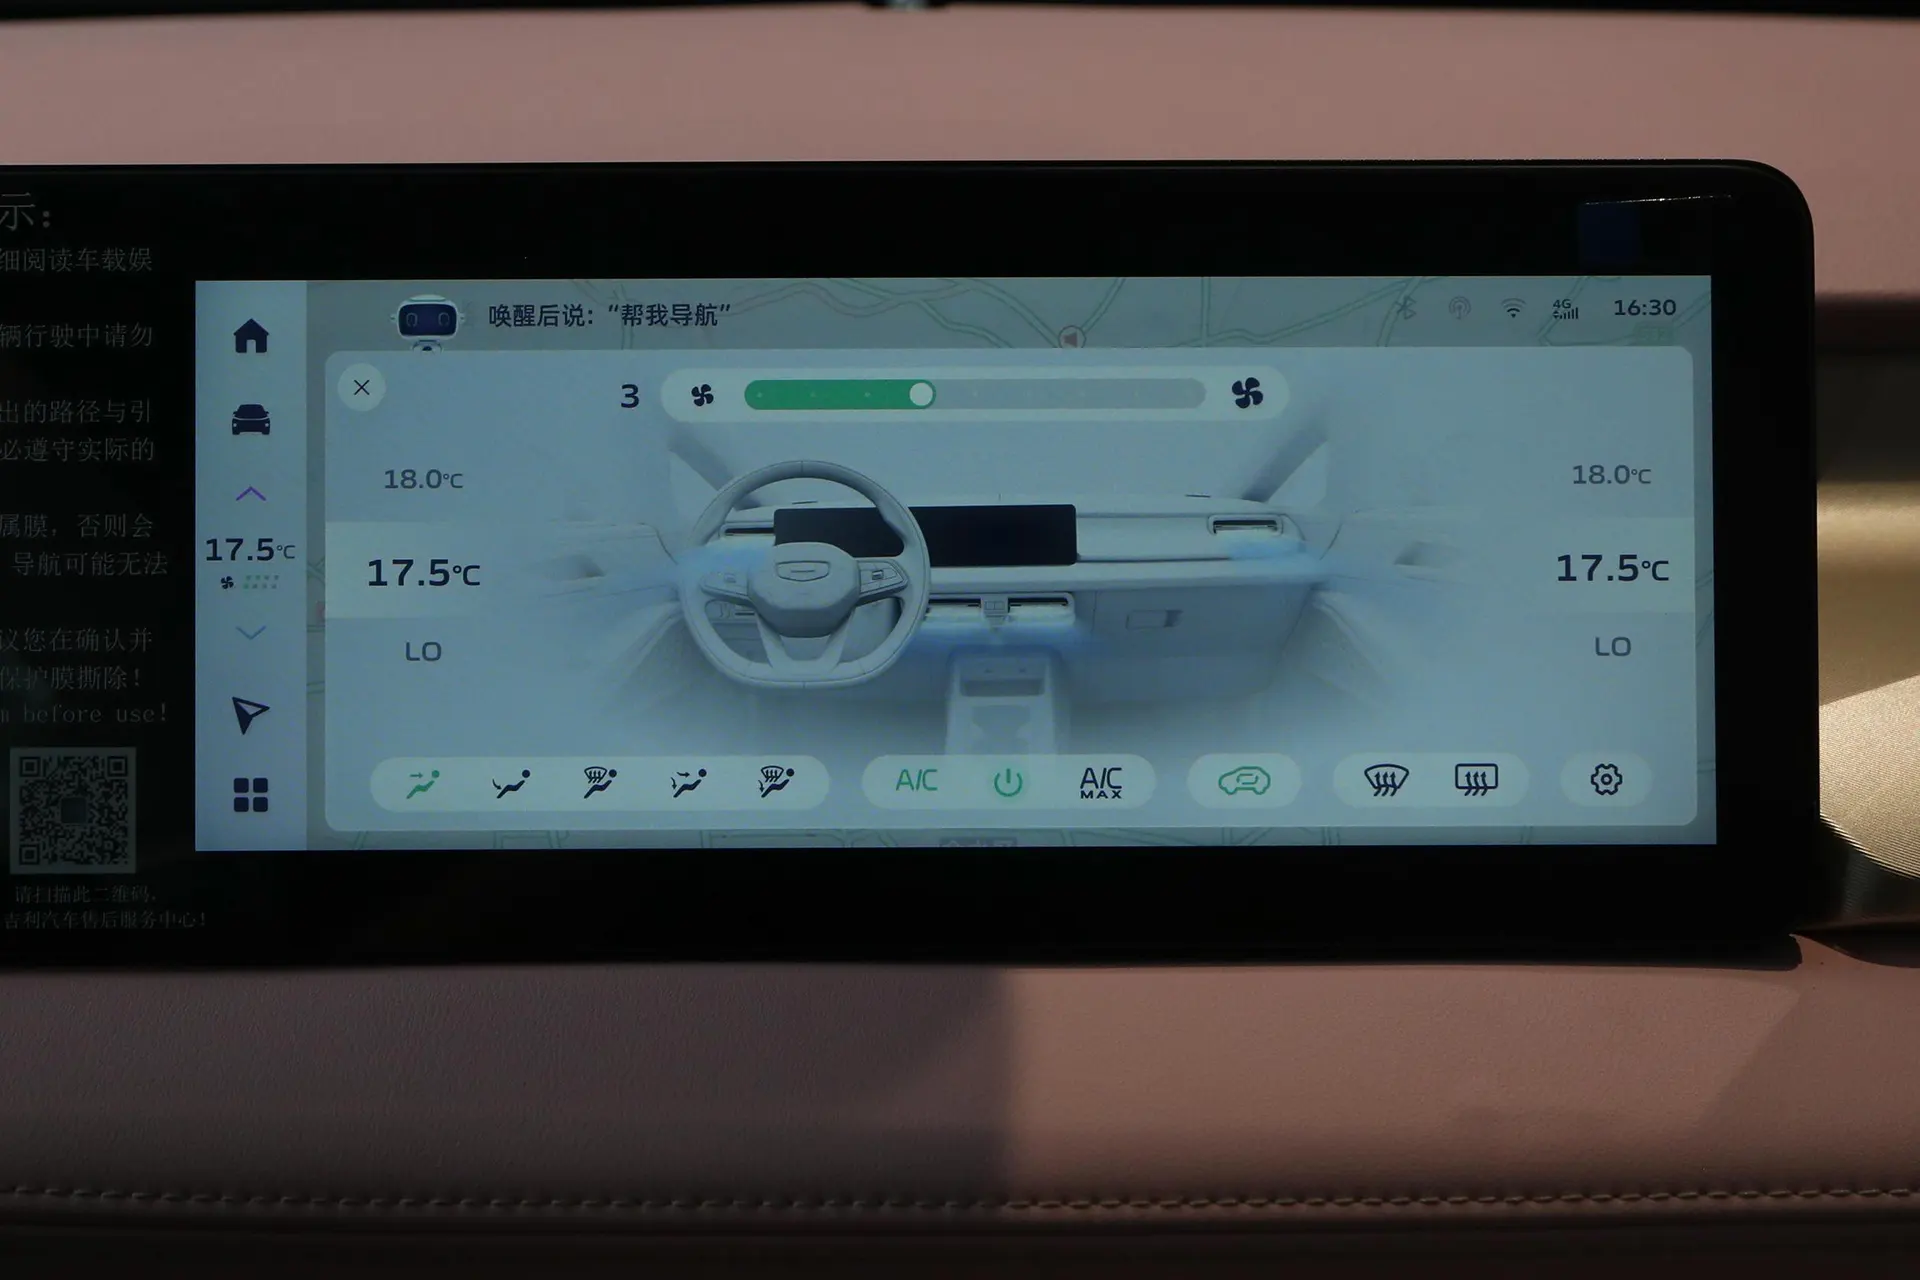 示：
细阅读车载娱
辆行驶中请勿
出的路径与引
必遵守实际的
属膜，否则会
导航可能无法
议您在确认并
保护膜撕除！
m before use!
请扫描此二维码，
吉利汽车售后服务中心！
唤醒后说：“帮我导航”
4G
16:30
3
18.0°C
18.0°C
17.5°C
17.5°C
17.5°C
LO
LO
A/C
A/C
MAX